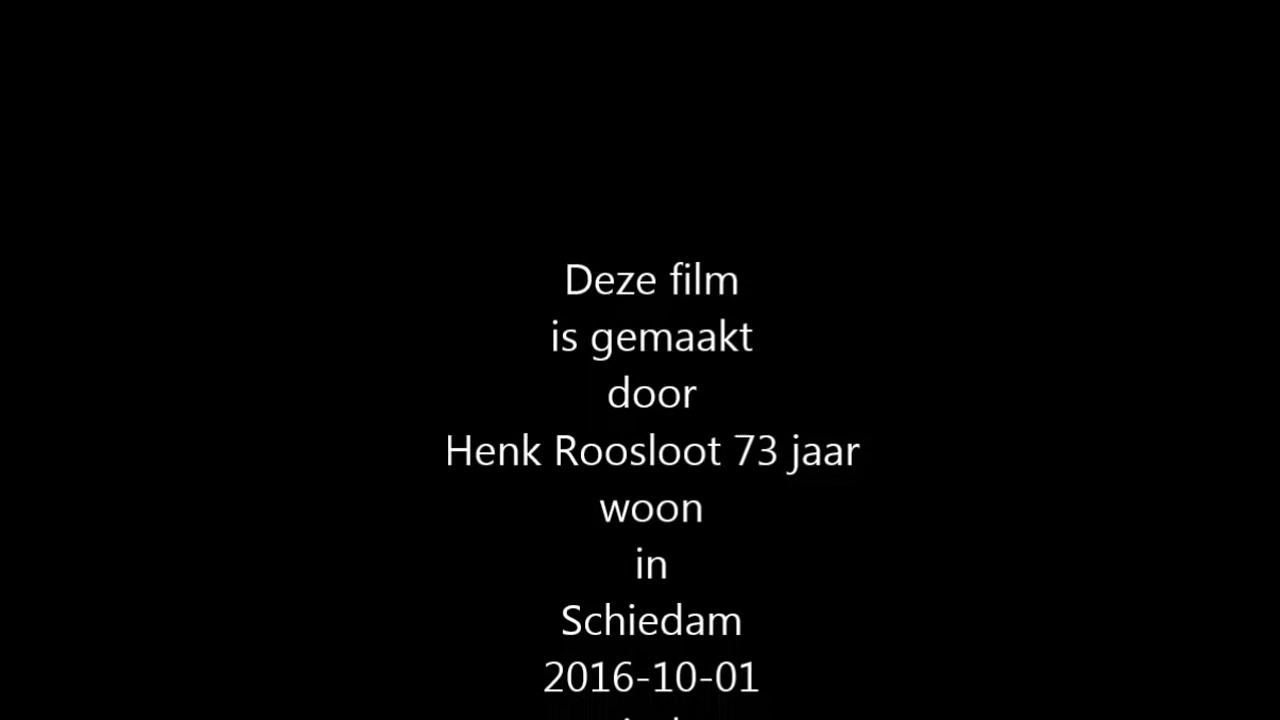 Deze film
is gemaakt
door
Henk Roosloot 73 jaar
woon
in
Schiedam
2016-10-01